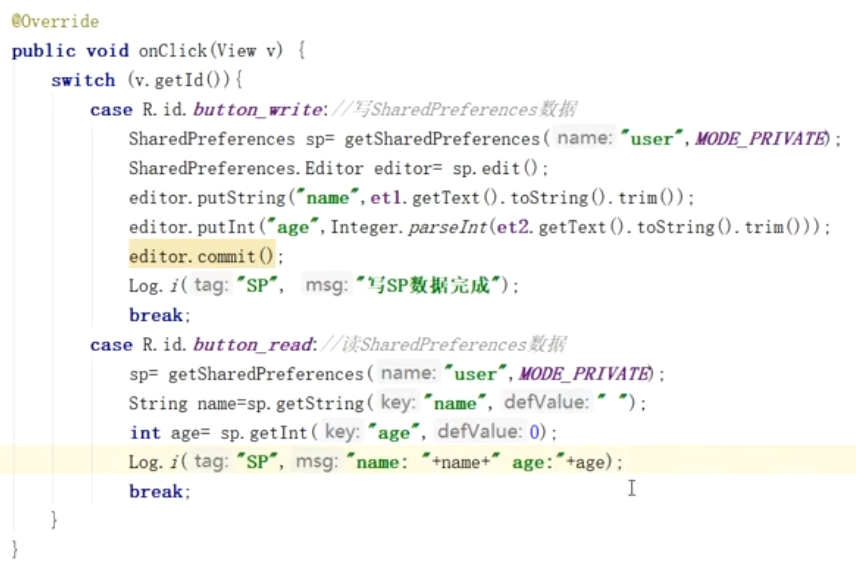 @Override
public void onClick(View v) {
switch (v.getId()){
case R.id.button_write://写SharedPreferences数据
SharedPreferences sp= getSharedPreferences( name: "user",MODE_PRIVATE);
SharedPreferences.Editor editor= sp.edit();
editor.putString("name",et1.getText().toString().trim());
editor.putInt("age",Integer.parseInt(et2.getText().toString().trim()));
editor.commit();
Log.i( tag: "SP", msg: "写SP数据完成");
break;
case R.id.button_read://读SharedPreferences数据
sp= getSharedPreferences( name: "user",MODE_PRIVATE);
String name=sp.getString( key: "name", defValue: " ");
int age= sp.getInt( key: "age", defValue: 0);
Log.i( tag: "SP", msg: "name: "+name+" age:"+age);
break;
}
}